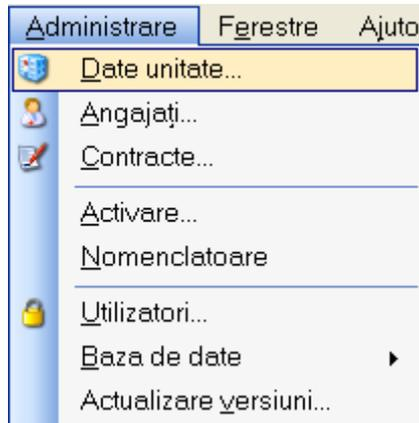 Administrare Ferestre Ajuto
Date unitate...
Angajați...
Contracte...
Activare...
Nomenclatoare
Utilizatori...
Baza de date
Actualizare versiuni...